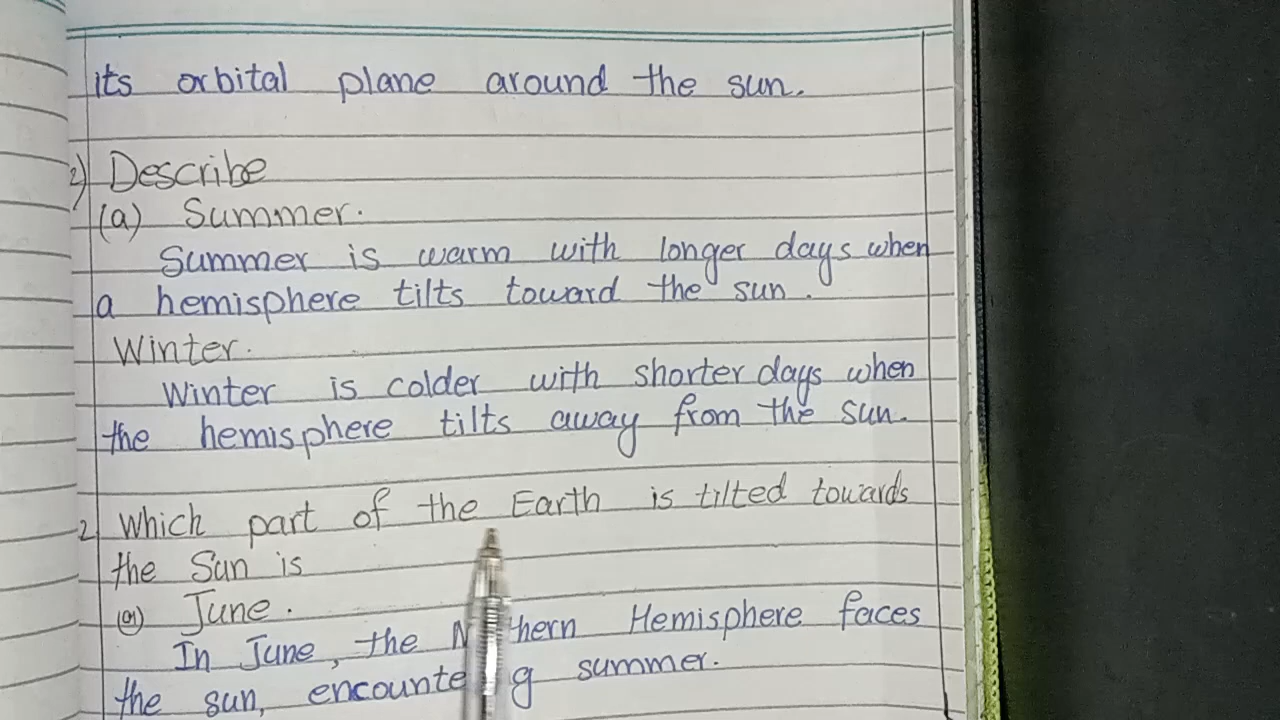 its orbital plane around the sun.
2) Describe
(a) Summer.
Summer is warm with longer days when
a hemisphere tilts toward the sun.
Winter.
Winter is colder with shorter days when
the hemisphere tilts away from the sun.
2 Which part of the Earth is tilted towards
the Sun is
(a) June.
In June, the Hemisphere faces
the sun, summer.